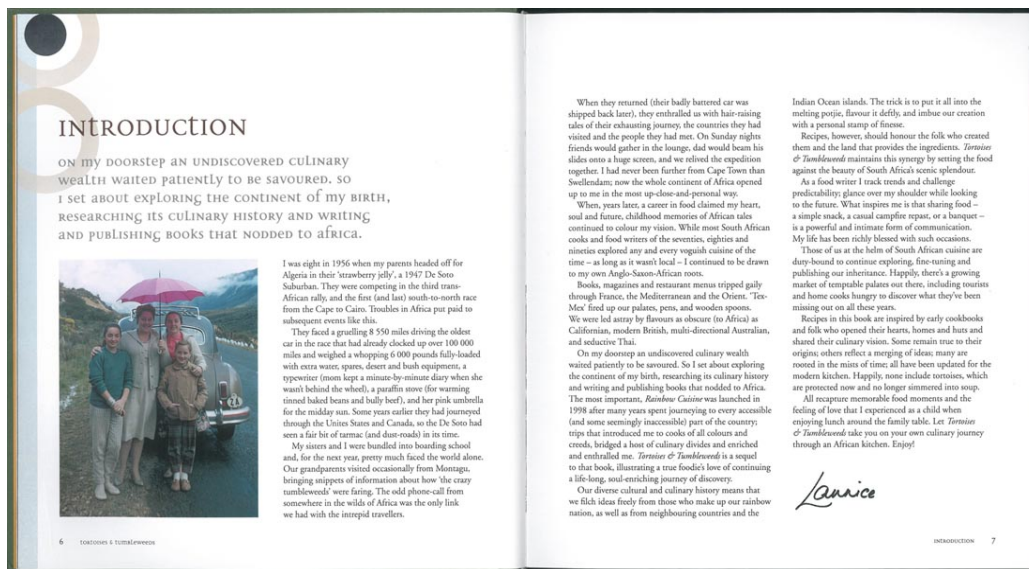 INTRODUCTION
ON MY DOORSTEP AN UNDISCOVERED CULINARY
WEALTH WAITED PATIENTLY TO BE SAVOURED. SO
I SET ABOUT EXPLORING THE CONTINENT OF MY BIRTH,
RESEARCHING ITS CULINARY HISTORY AND WRITING
AND PUBLISHING BOOKS THAT NODDED TO AFRICA.
I was eight in 1956 when my parents headed off for
Algeria in their 'strawberry jelly', a 1947 De Soto
Suburban. They were competing in the third trans-
African rally, and the first (and last) south-to-north race
from the Cape to Cairo. Troubles in Africa put paid to
subsequent events like this.
They faced a gruelling 8 550 miles driving the oldest
car in the race that had already clocked up over 100 000
miles and weighed a whopping 6 000 pounds fully-loaded
with extra water, spares, desert and bush equipment, a
typewriter (mom kept a minute-by-minute diary when she
wasn't behind the wheel), a paraffin stove (for warming
tinned baked beans and bully beef), and her pink umbrella
for the midday sun. Some years earlier they had journeyed
through the Unites States and Canada, so the De Soto had
seen a fair bit of tarmac (and dust-roads) in its time.
My sisters and I were bundled into boarding school
and, for the next year, pretty much faced the world alone.
Our grandparents visited occasionally from Montagu,
bringing snippets of information about how 'the crazy
tumbleweeds' were faring. The odd phone-call from
somewhere in the wilds of Africa was the only link
we had with the intrepid travellers.
6 TORTOISES & TUMBLEWEEDS
When they returned (their badly battered car was
shipped back later), they enthralled us with hair-raising
tales of their exhausting journey, the countries they had
visited and the people they had met. On Sunday nights
friends would gather in the lounge, dad would beam his
slides onto a huge screen, and we relived the expedition
together. I had never been further from Cape Town than
Swellendam; now the whole continent of Africa opened
up to me in the most up-close-and-personal way.
When, years later, a career in food claimed my heart,
soul and future, childhood memories of African tales
continued to colour my vision. While most South African
cooks and food writers of the seventies, eighties and
nineties explored any and every voguish cuisine of the
time – as long as it wasn't local – I continued to be drawn
to my own Anglo-Saxon-African roots.
Books, magazines and restaurant menus tripped gaily
through France, the Mediterranean and the Orient. 'Tex-
Mex' fired up our palates, pens, and wooden spoons.
We were led astray by flavours as obscure (to Africa) as
Californian, modern British, multi-directional Australian,
and seductive Thai.
On my doorstep an undiscovered culinary wealth
waited patiently to be savoured. So I set about exploring
the continent of my birth, researching its culinary history
and writing and publishing books that nodded to Africa.
The most important, Rainbow Cuisine was launched in
1998 after many years spent journeying to every accessible
(and some seemingly inaccessible) part of the country;
trips that introduced me to cooks of all colours and
creeds, bridged a host of culinary divides and enriched
and enthralled me. Tortoises & Tumbleweeds is a sequel
to that book, illustrating a true foodie's love of continuing
a life-long, soul-enriching journey of discovery.
Our diverse cultural and culinary history means that
we filch ideas freely from those who make up our rainbow
nation, as well as from neighbouring countries and the
Indian Ocean islands. The trick is to put it all into the
melting potjie, flavour it deftly, and imbue our creation
with a personal stamp of finesse.
Recipes, however, should honour the folk who created
them and the land that provides the ingredients. Tortoises
& Tumbleweeds maintains this synergy by setting the food
against the beauty of South Africa's scenic splendour.
As a food writer I track trends and challenge
predictability; glance over my shoulder while looking
to the future. What inspires me is that sharing food –
a simple snack, a casual campfire repast, or a banquet –
is a powerful and intimate form of communication.
My life has been richly blessed with such occasions.
Those of us at the helm of South African cuisine are
duty-bound to continue exploring, fine-tuning and
publishing our inheritance. Happily, there's a growing
market of temptable palates out there, including tourists
and home cooks hungry to discover what they've been
missing out on all these years.
Recipes in this book are inspired by early cookbooks
and folk who opened their hearts, homes and huts and
shared their culinary vision. Some remain true to their
origins; others reflect a merging of ideas; many are
rooted in the mists of time; all have been updated for the
modern kitchen. Happily, none include tortoises, which
are protected now and no longer simmered into soup.
All recapture memorable food moments and the
feeling of love that I experienced as a child when
enjoying lunch around the family table. Let Tortoises
& Tumbleweeds take you on your own culinary journey
through an African kitchen. Enjoy!
Lannice
INTRODUCTION 7